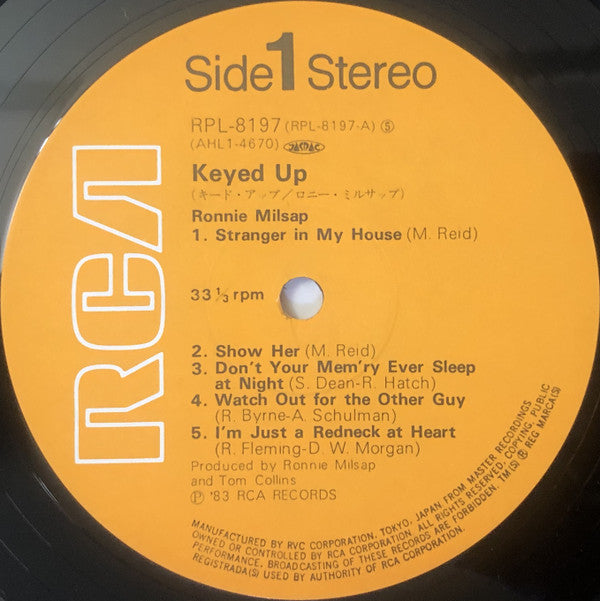 Side 1 Stereo
RPL-8197 (RPL-8197-A) Ⓢ
(AHL1-4670) JASRAC
Keyed Up
(キード・アップ/ロニー・ミルサップ)
Ronnie Milsap
1. Stranger in My House (M. Reid)
33 1/3 rpm
2. Show Her (M. Reid)
3. Don't Your Mem'ry Ever Sleep
at Night (S. Dean-R. Hatch)
4. Watch Out for the Other Guy
(R. Byrne-A. Schulman)
5. I'm Just a Redneck at Heart
(R. Fleming-D. W. Morgan)
Produced by Ronnie Milsap
and Tom Collins
Ⓟ '83 RCA RECORDS
RCA
MANUFACTURED BY RVC CORPORATION, TOKYO, JAPAN FROM MASTER RECORDINGS
OWNED OR CONTROLLED BY RCA CORPORATION. ALL RIGHTS RESERVED, COPYING, PUBLIC
PERFORMANCE, BROADCASTING OF THESE RECORDS ARE FORBIDDEN. TM(S) ® REG MARCA(S)
REGISTRADA(S) USED BY AUTHORITY OF RCA CORPORATION.